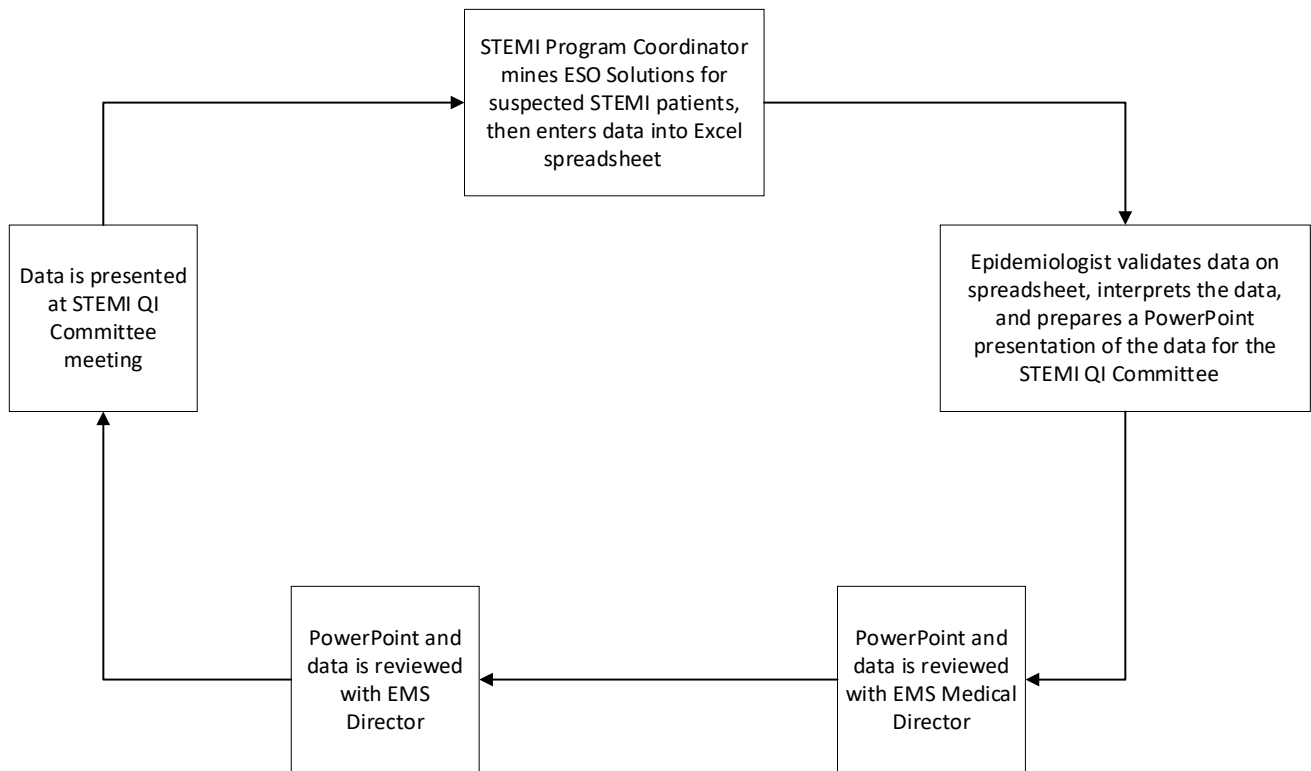 STEMI Program Coordinator
mines ESO Solutions for
suspected STEMI patients,
then enters data into Excel
spreadsheet
Epidemiologist validates data on
spreadsheet, interprets the data,
and prepares a PowerPoint
presentation of the data for the
STEMI QI Committee
PowerPoint and
data is reviewed
with EMS Medical
Director
PowerPoint and
data is reviewed
with EMS
Director
Data is presented
at STEMI QI
Committee
meeting